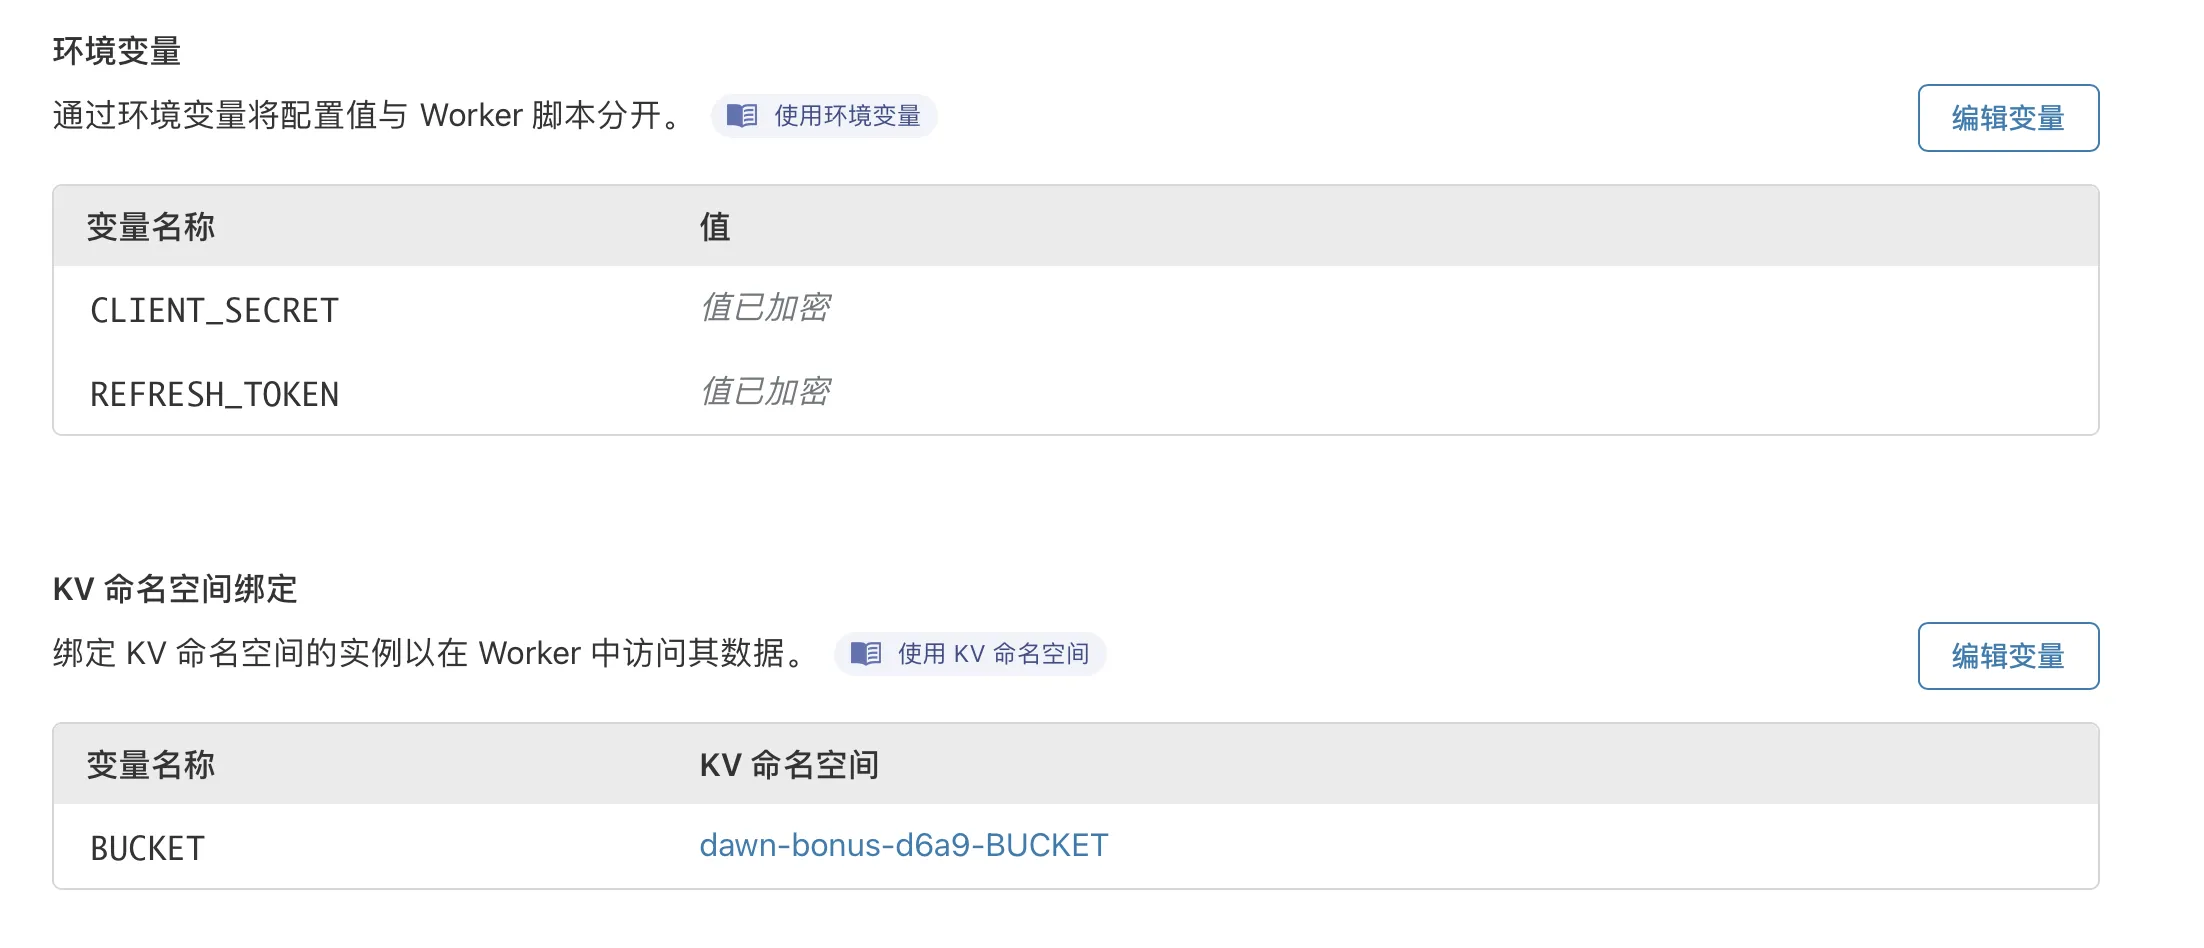 环境变量
通过环境变量将配置值与 Worker 脚本分开。 使用环境变量
编辑变量
变量名称 值
CLIENT_SECRET 值已加密
REFRESH_TOKEN 值已加密
KV 命名空间绑定
绑定 KV 命名空间的实例以在 Worker 中访问其数据。 使用 KV 命名空间
编辑变量
变量名称 KV 命名空间
BUCKET dawn-bonus-d6a9-BUCKET